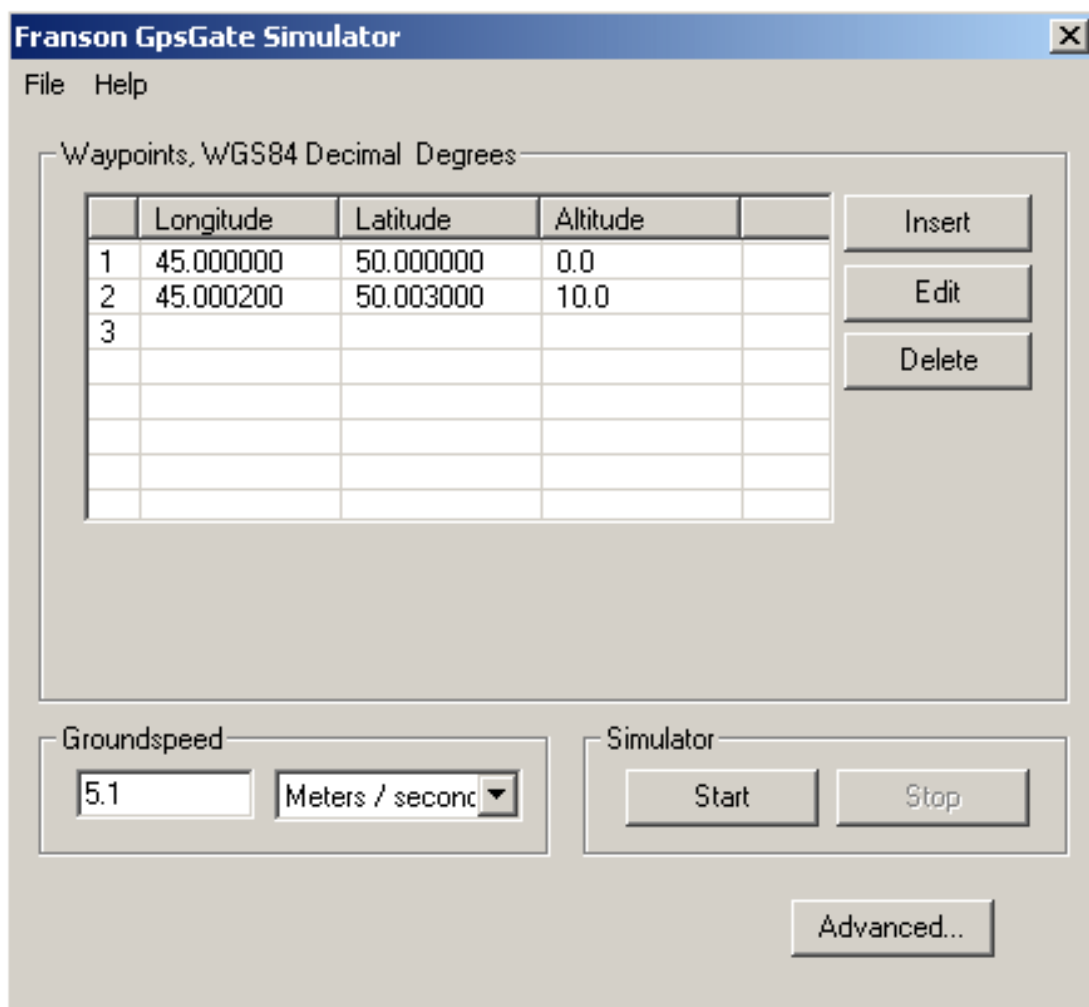 Franson GpsGate Simulator
File Help
Waypoints, WGS84 Decimal Degrees
Longitude Latitude Altitude
1 45.000000 50.000000 0.0
2 45.000200 50.003000 10.0
3
Insert
Edit
Delete
Groundspeed
5.1 Meters / second
Simulator
Start Stop
Advanced...